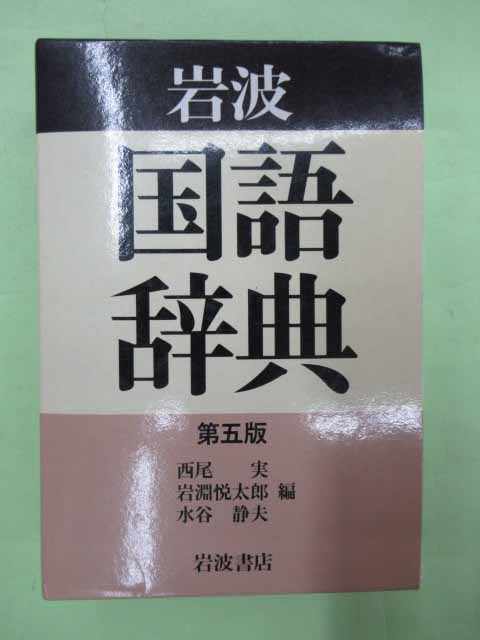 岩波
国語
辞典
第五版
西尾 実
岩淵悦太郎 編
水谷 静夫
岩波書店